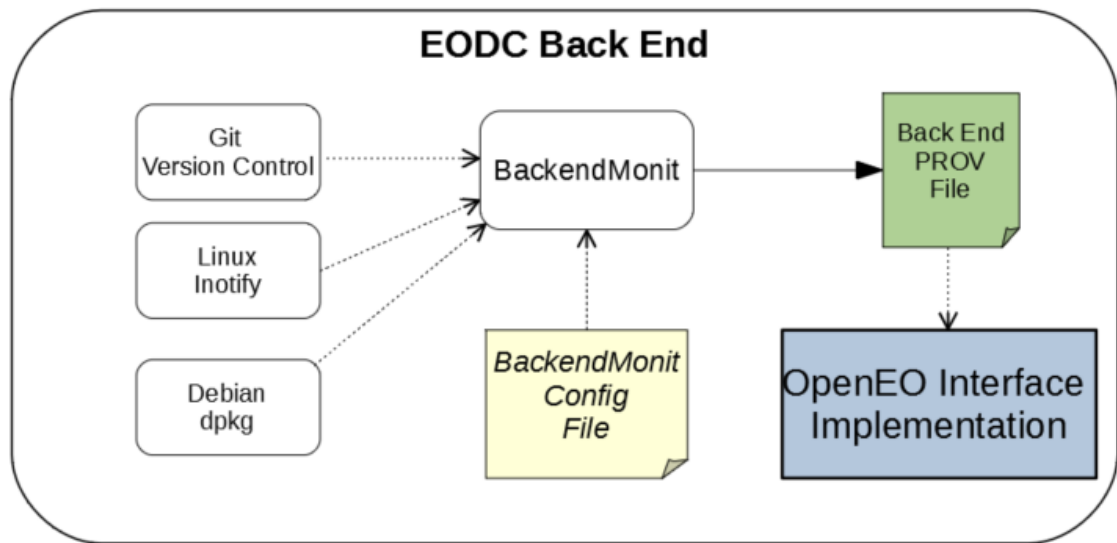 EODC Back End
Git
Version Control
BackendMonit
Back End
PROV
File
Linux
Inotify
Debian
dpkg
BackendMonit
Config
File
OpenEO Interface
Implementation